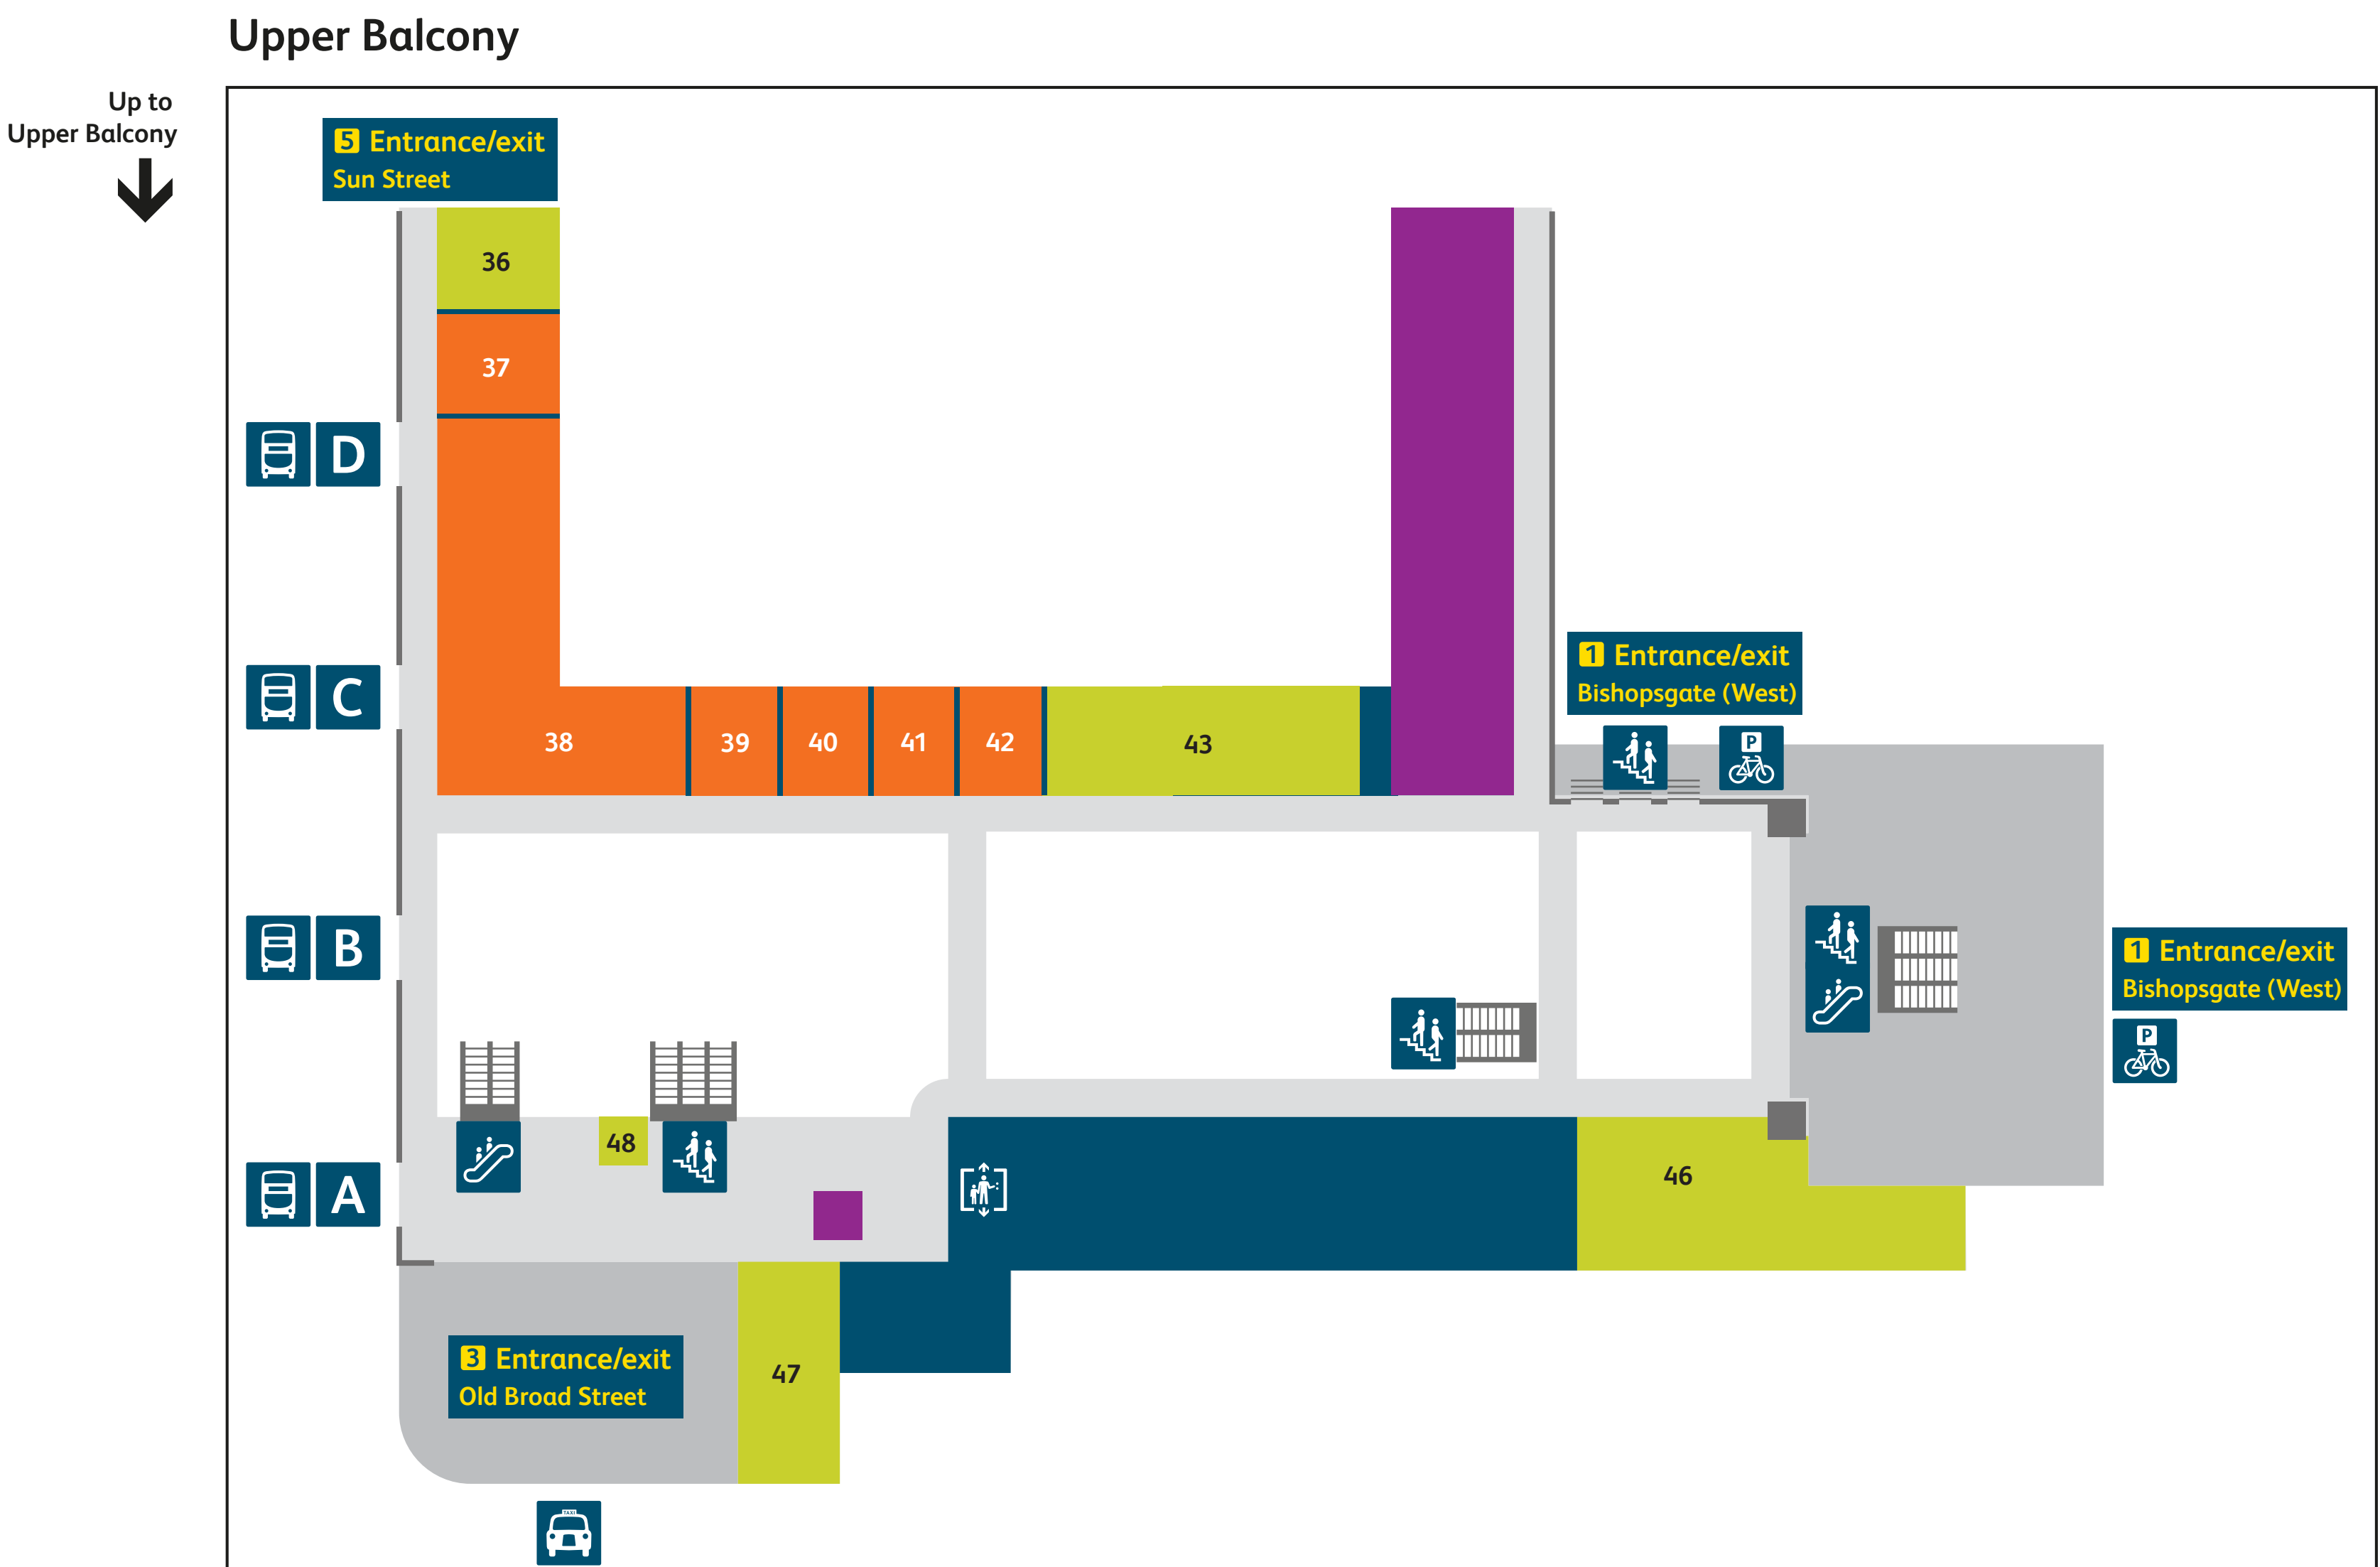 Upper Balcony
Up to
Upper Balcony
5 Entrance/exit
Sun Street
36
37
D
C
1 Entrance/exit
Bishopsgate (West)
P
38
39
40
41
42
43
B
1 Entrance/exit
Bishopsgate (West)
P
48
A
46
3 Entrance/exit
Old Broad Street
47
TAXI